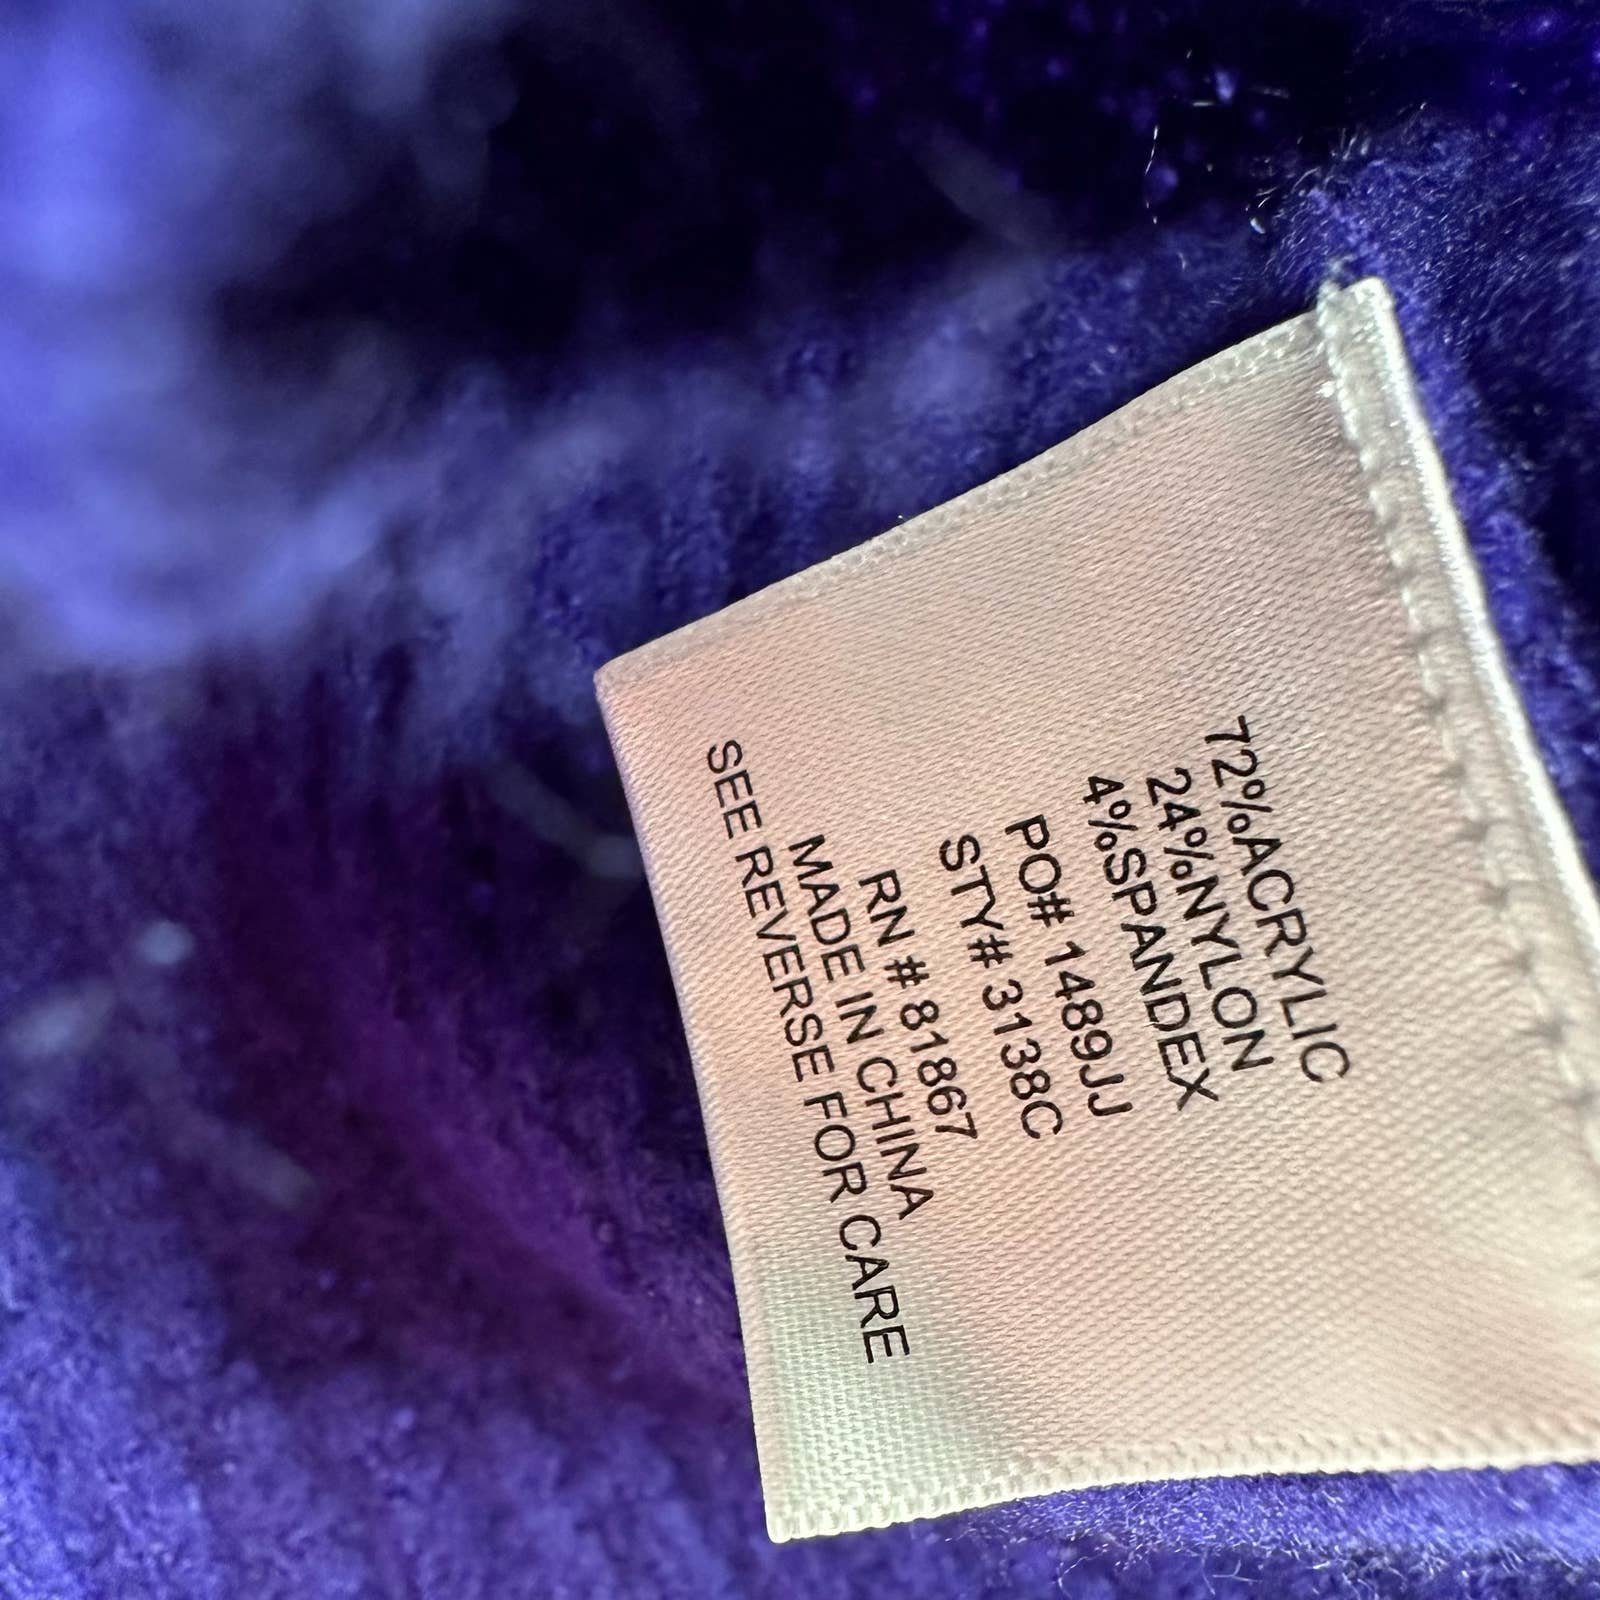 72%ACRYLIC
24%NYLON
4%SPANDEX
PO# 1489JJ
STY# 3138C
RN # 81867
MADE IN CHINA
SEE REVERSE FOR CARE